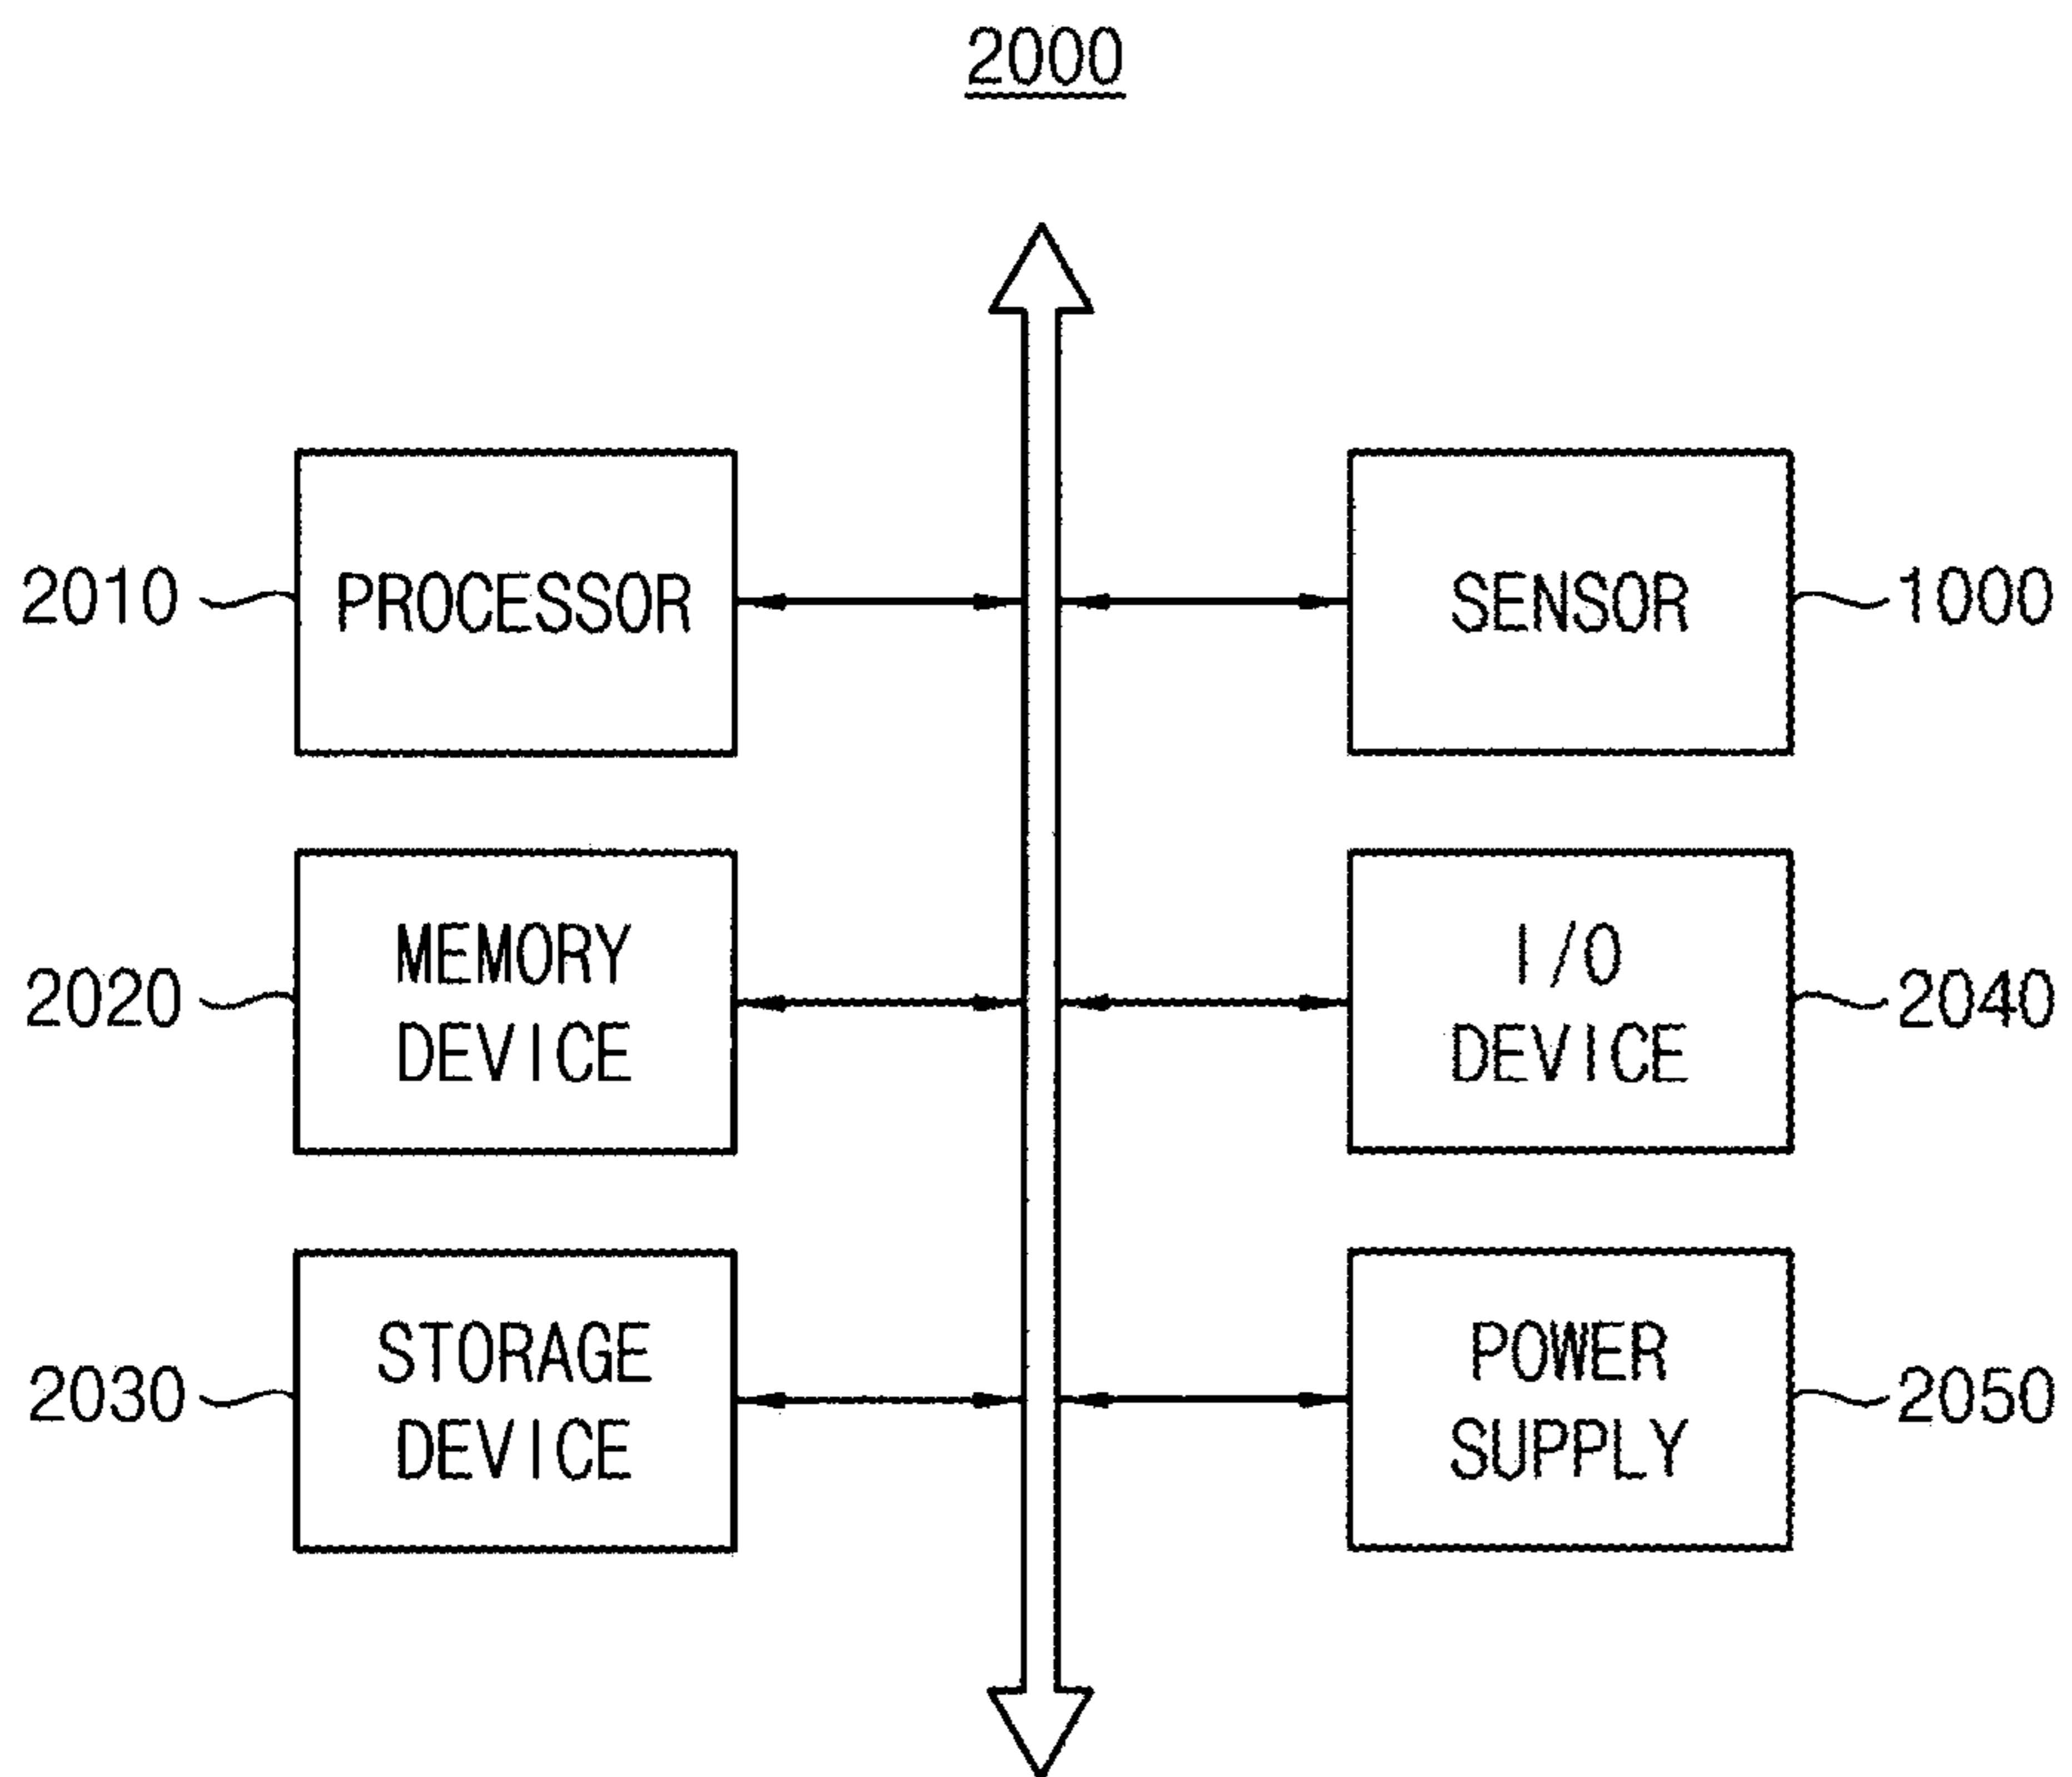 2000
2010
PROCESSOR
SENSOR
1000
2020
MEMORY
DEVICE
I/O
DEVICE
2040
2030
STORAGE
DEVICE
POWER
SUPPLY
2050